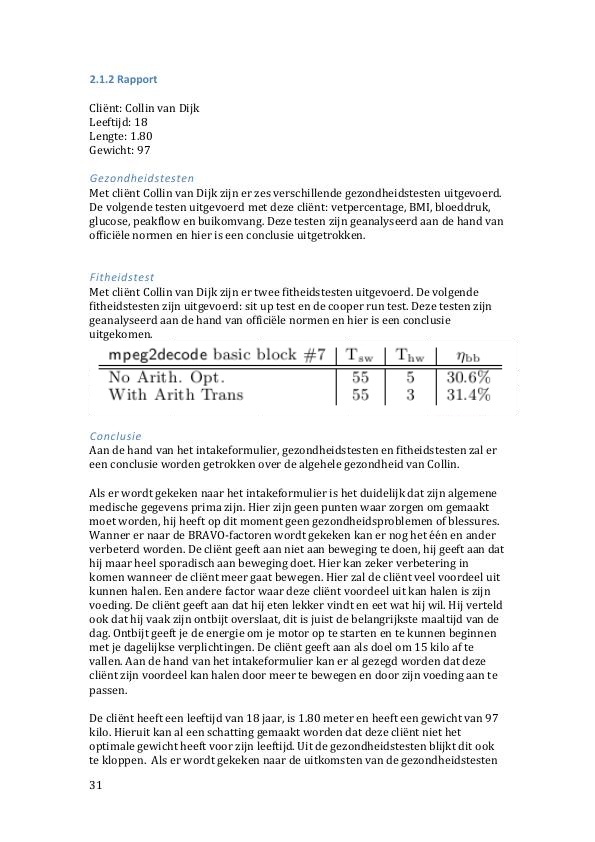 2.1.2 Rapport
Cliënt: Collin van Dijk
Leeftijd: 18
Lengte: 1.80
Gewicht: 97
Gezondheidstesten
Met cliënt Collin van Dijk zijn er zes verschillende gezondheidstesten uitgevoerd.
De volgende testen uitgevoerd met deze cliënt: vetpercentage, BMI, bloeddruk,
glucose, peakflow en buikomvang. Deze testen zijn geanalyseerd aan de hand van
officiële normen en hier is een conclusie uitgetrokken.
Fitheidstest
Met cliënt Collin van Dijk zijn er twee fitheidstesten uitgevoerd. De volgende
fitheidstesten zijn uitgevoerd: sit up test en de cooper run test. Deze testen zijn
geanalyseerd aan de hand van officiële normen en hier is een conclusie
uitgekomen.
mpeg2decode basic block #7 | T sw | T hw | η bb
No Arith. Opt. | 55 | 5 | 30.6%
With Arith Trans | 55 | 3 | 31.4%
Conclusie
Aan de hand van het intakeformulier, gezondheidstesten en fitheidstesten zal er
een conclusie worden getrokken over de algehele gezondheid van Collin.
Als er wordt gekeken naar het intakeformulier is het duidelijk dat zijn algemene
medische gegevens prima zijn. Hier zijn geen punten waar zorgen om gemaakt
moet worden, hij heeft op dit moment geen gezondheidsproblemen of blessures.
Wanner er naar de BRAVO-factoren wordt gekeken kan er nog het één en ander
verbeterd worden. De cliënt geeft aan niet aan beweging te doen, hij geeft aan dat
hij maar heel sporadisch aan beweging doet. Hier kan zeker verbetering in
komen wanneer de cliënt meer gaat bewegen. Hier zal de cliënt veel voordeel uit
kunnen halen. Een andere factor waar deze cliënt voordeel uit kan halen is zijn
voeding. De cliënt geeft aan dat hij eten lekker vindt en eet wat hij wil. Hij verteld
ook dat hij vaak zijn ontbijt overslaat, dit is juist de belangrijkste maaltijd van de
dag. Ontbijt geeft je de energie om je motor op te starten en te kunnen beginnen
met je dagelijkse verplichtingen. De cliënt geeft aan als doel om 15 kilo af te
vallen. Aan de hand van het intakeformulier kan er al gezegd worden dat deze
cliënt zijn voordeel kan halen door meer te bewegen en door zijn voeding aan te
passen.
De cliënt heeft een leeftijd van 18 jaar, is 1.80 meter en heeft een gewicht van 97
kilo. Hieruit kan al een schatting gemaakt worden dat deze cliënt niet het
optimale gewicht heeft voor zijn leeftijd. Uit de gezondheidstesten blijkt dit ook
te kloppen. Als er wordt gekeken naar de uitkomsten van de gezondheidstesten
31